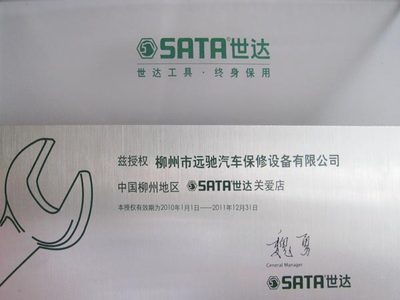 SATA®世达
世达工具·终身保用
兹授权 柳州市远驰汽车保修设备有限公司
中国柳州地区 SATA世达关爱店
本授权有效期为2010年1月1日——2011年12月31日
魏勇
General Manager
SATA世达